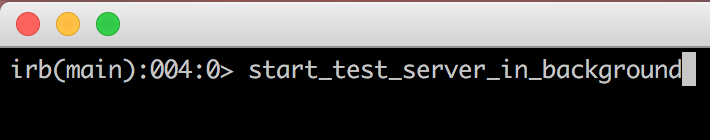 irb(main):004:0> start_test_server_in_background